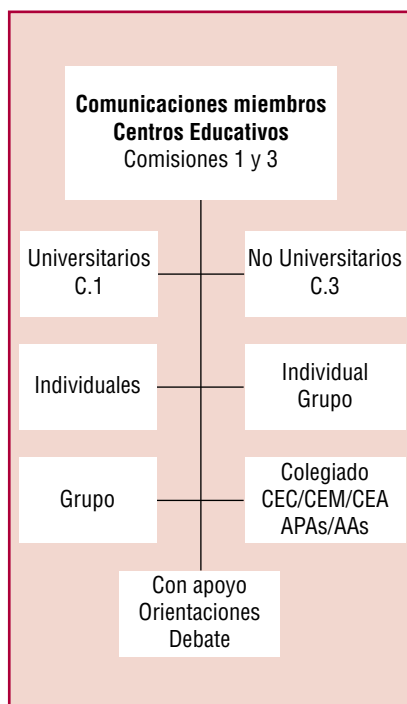 Comunicaciones miembros
Centros Educativos
Comisiones 1 y 3
Universitarios
C.1
No Universitarios
C.3
Individuales
Individual
Grupo
Grupo
Colegiado
CEC/CEM/CEA
APAs/AAs
Con apoyo
Orientaciones
Debate